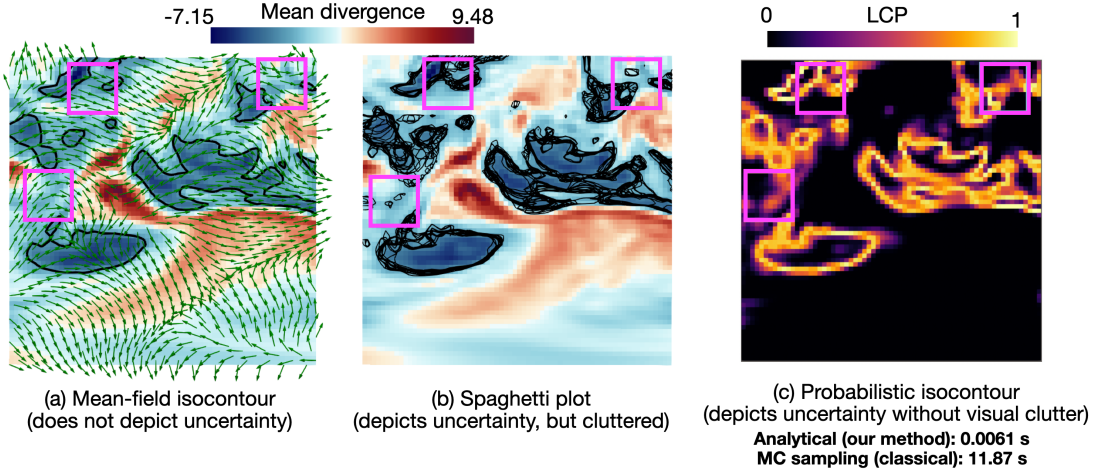 Mean divergence
-7.15
9.48
0
LCP
1
(a) Mean-field isocontour
(does not depict uncertainty)
(b) Spaghetti plot
(depicts uncertainty, but cluttered)
(c) Probabilistic isocontour
(depicts uncertainty without visual clutter)
Analytical (our method): 0.0061 s
MC sampling (classical): 11.87 s